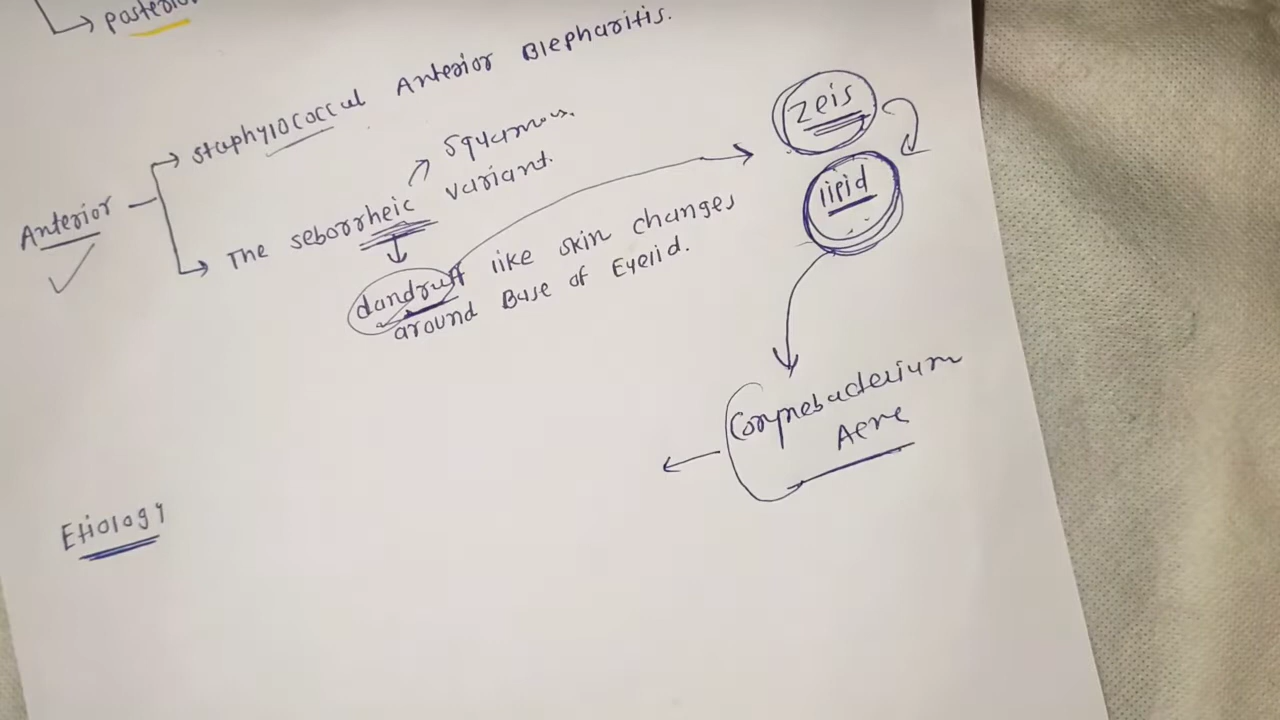 posterior
Staphylococcul Anterior Blepharitis.
Anterior
The seborrheic variant.
squamous
dandruff like skin changes
around Base of Eyelid.
zeis
lipid
Corynebacterium
Acne
Etiology